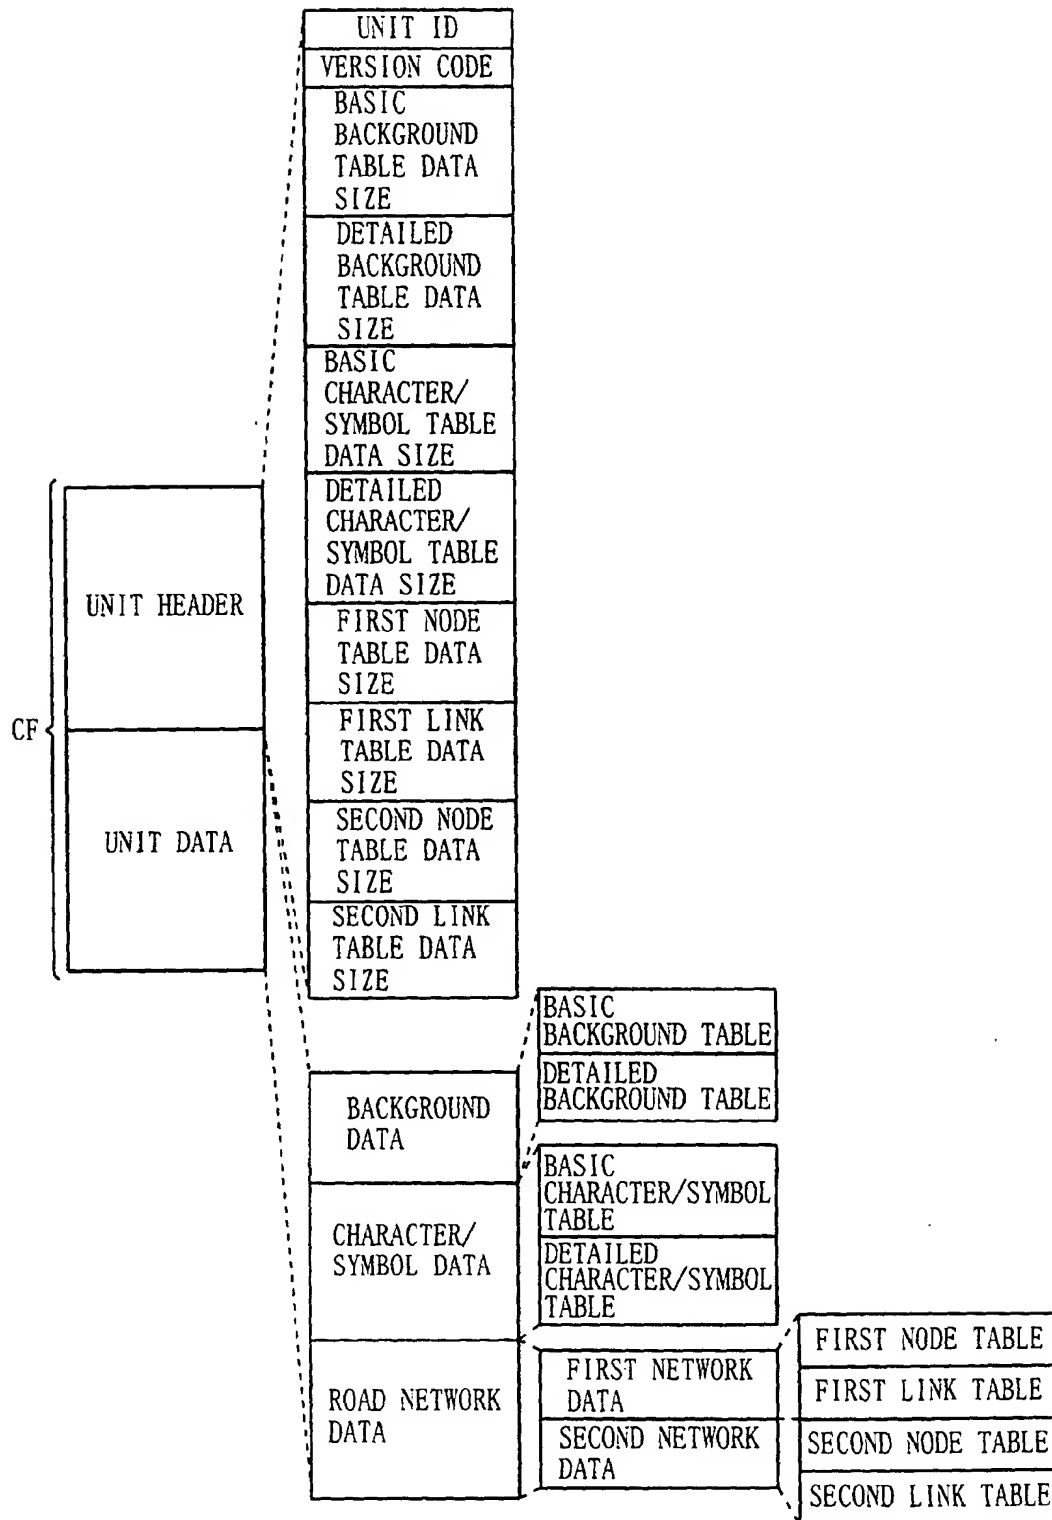 UNIT ID
VERSION CODE
BASIC
BACKGROUND
TABLE DATA
SIZE
DETAILED
BACKGROUND
TABLE DATA
SIZE
BASIC
CHARACTER/
SYMBOL TABLE
DATA SIZE
DETAILED
CHARACTER/
SYMBOL TABLE
DATA SIZE
FIRST NODE
TABLE DATA
SIZE
FIRST LINK
TABLE DATA
SIZE
SECOND NODE
TABLE DATA
SIZE
SECOND LINK
TABLE DATA
SIZE
CF
UNIT HEADER
UNIT DATA
BACKGROUND
DATA
CHARACTER/
SYMBOL DATA
ROAD NETWORK
DATA
BASIC
BACKGROUND TABLE
DETAILED
BACKGROUND TABLE
BASIC
CHARACTER/SYMBOL
TABLE
DETAILED
CHARACTER/SYMBOL
TABLE
FIRST NETWORK
DATA
SECOND NETWORK
DATA
FIRST NODE TABLE
FIRST LINK TABLE
SECOND NODE TABLE
SECOND LINK TABLE